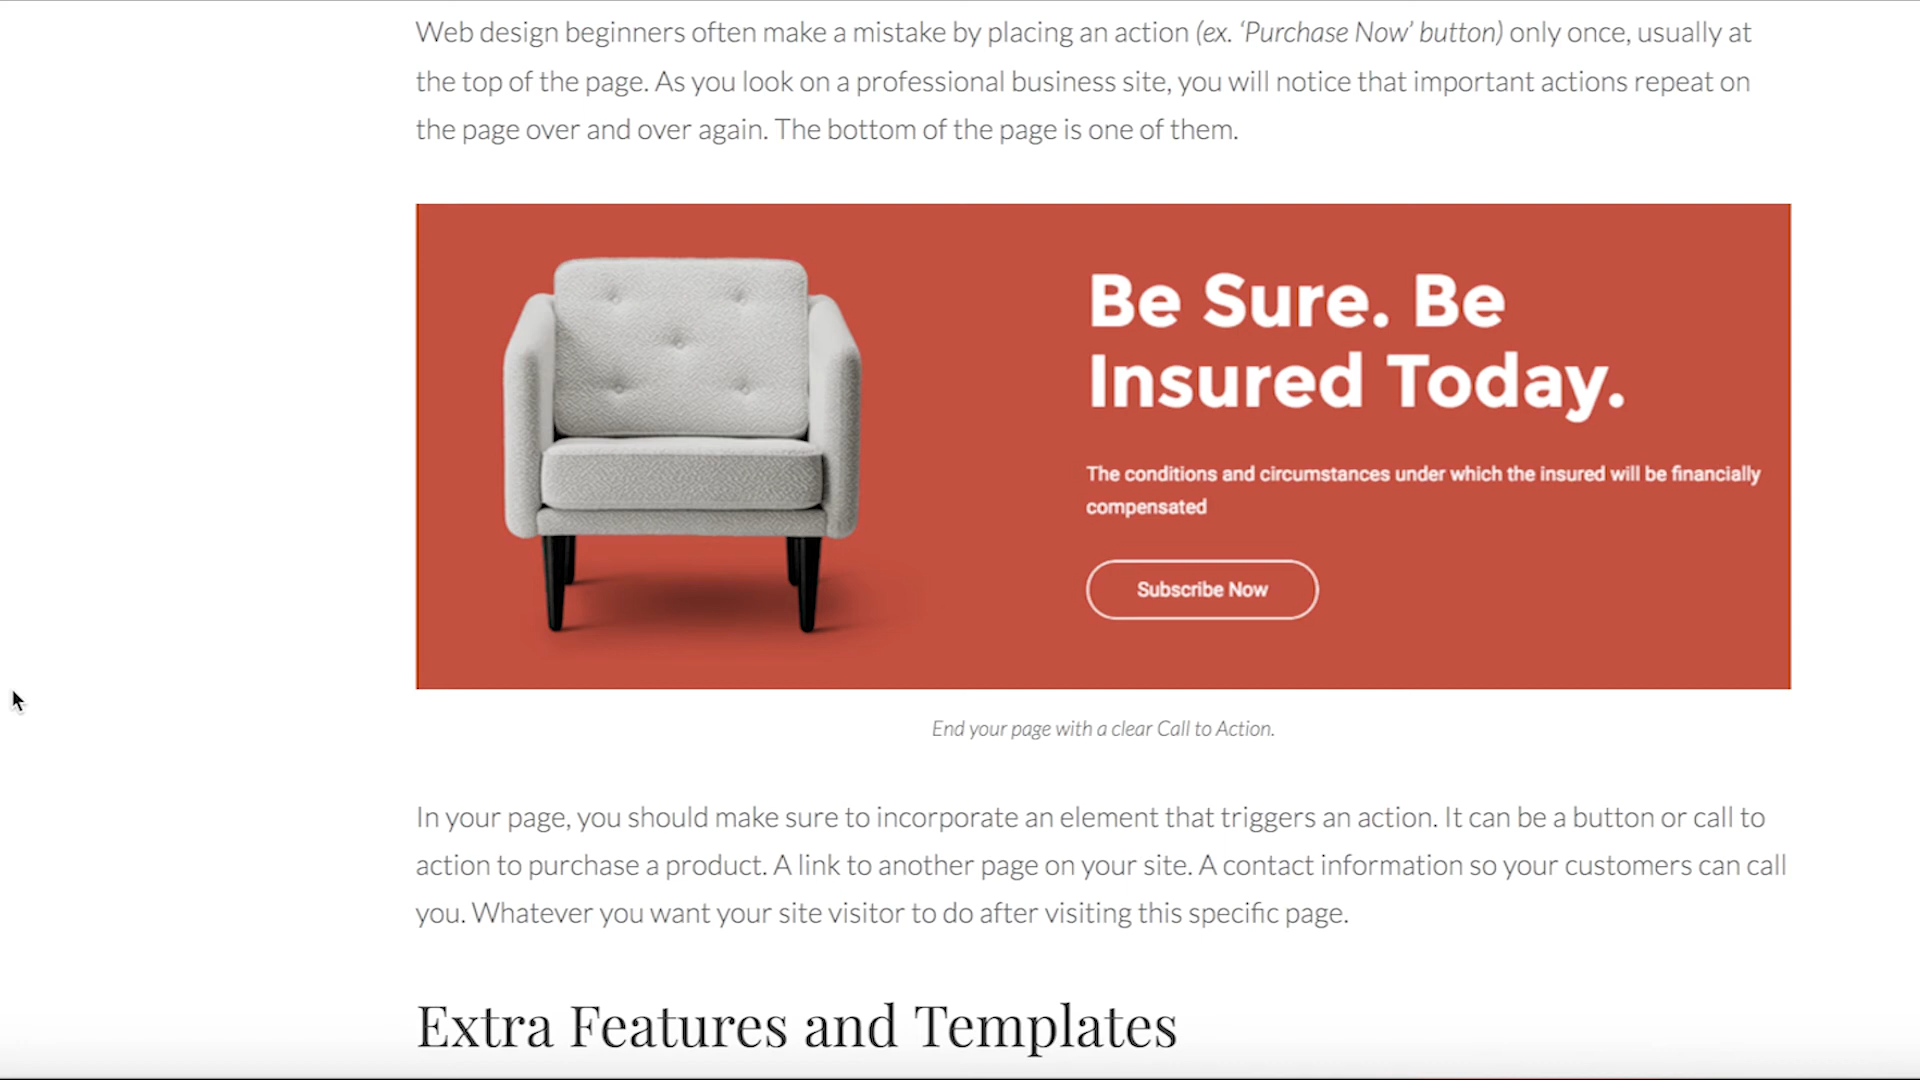 Web design beginners often make a mistake by placing an action (ex. ‘Purchase Now’ button) only once, usually at
the top of the page. As you look on a professional business site, you will notice that important actions repeat on
the page over and over again. The bottom of the page is one of them.
Be Sure. Be
Insured Today.
The conditions and circumstances under which the insured will be financially
compensated
Subscribe Now
End your page with a clear Call to Action.
In your page, you should make sure to incorporate an element that triggers an action. It can be a button or call to
action to purchase a product. A link to another page on your site. A contact information so your customers can call
you. Whatever you want your site visitor to do after visiting this specific page.
Extra Features and Templates